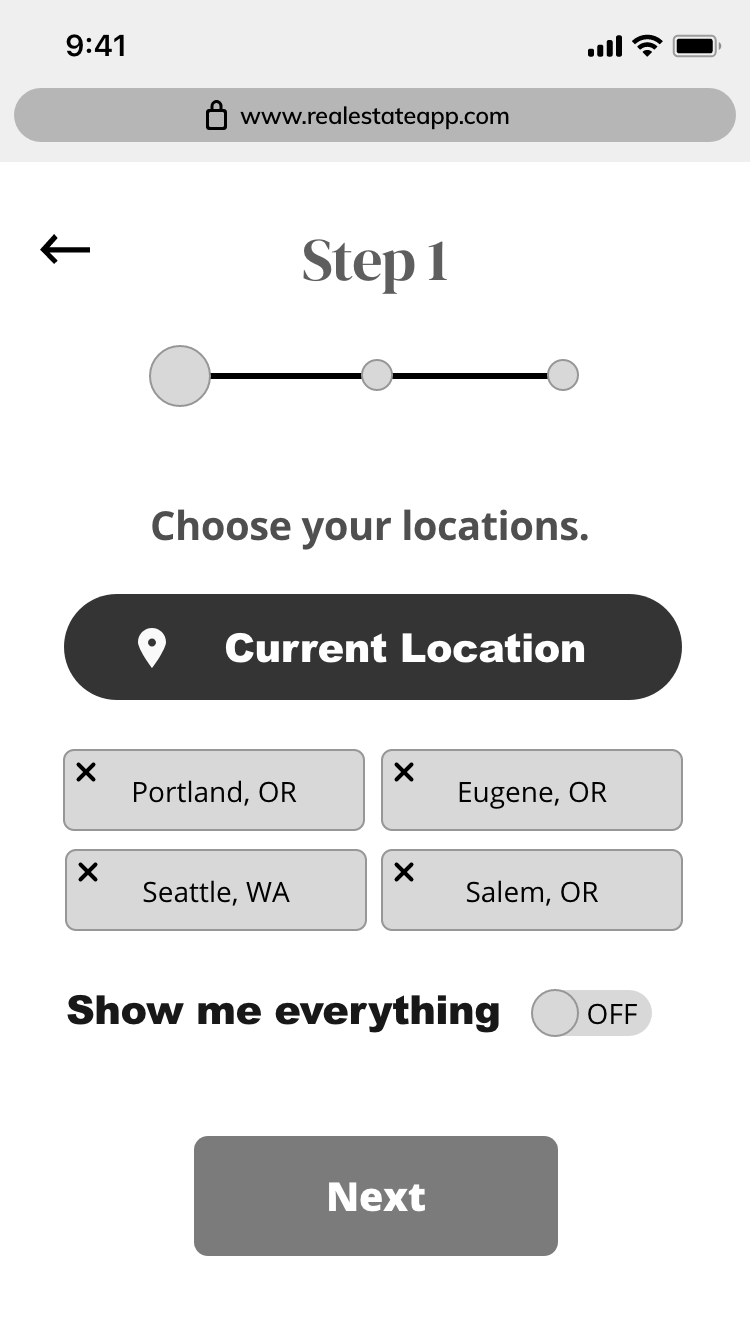 9:41
www.realestateapp.com
Step 1
Choose your locations.
Current Location
Portland, OR
Eugene, OR
Seattle, WA
Salem, OR
Show me everything OFF
Next